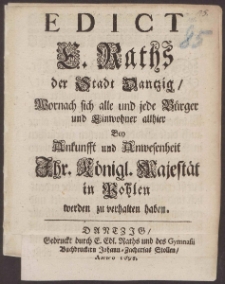 EDICT
E. Raths
der Stadt Dantzig /
Wornach sich alle und jede Bürger
und Einwohner allhier
Bey
Ankunfft und Anwesenheit
Ihr. Königl. Majestät
in Pohlen
werden zu verhalten haben.
DANTZIG /
Gedruckt durch E. Edl. Raths und des Gymnasii
Buchdruckern Johann-Zacharias Stollen /
ANNO
85